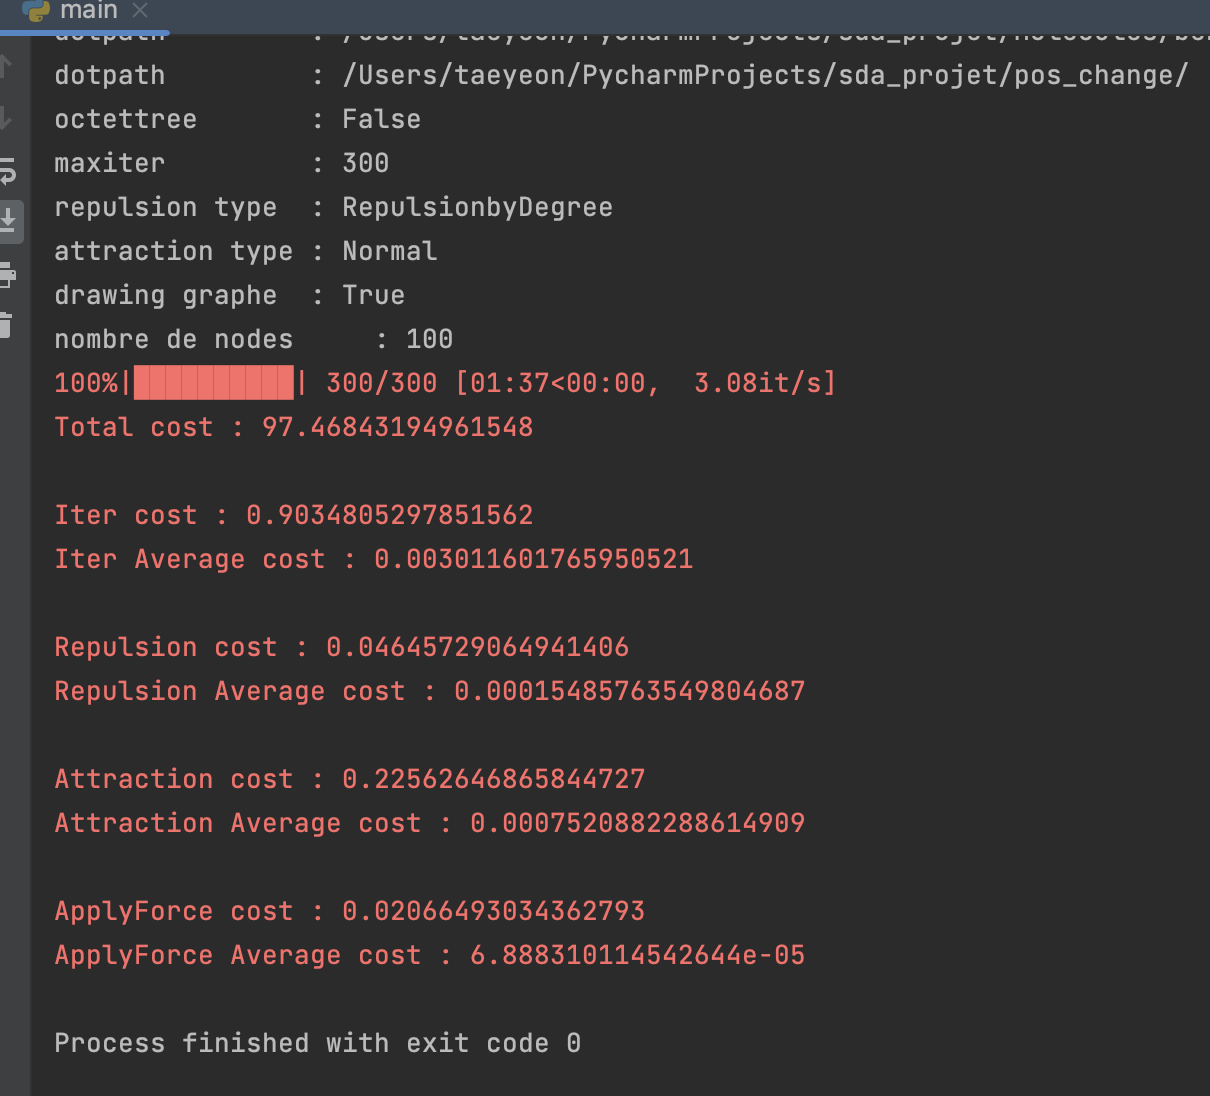 main
dotpath : /Users/taeyeon/PycharmProjects/sda_projet/
dotpath : /Users/taeyeon/PycharmProjects/sda_projet/pos_change/
octettree : False
maxiter : 300
repulsion type : RepulsionbyDegree
attraction type : Normal
drawing graphe : True
nombre de nodes : 100
100%|██████████| 300/300 [01:37<00:00, 3.08it/s]
Total cost : 97.46843194961548
Iter cost : 0.9034805297851562
Iter Average cost : 0.003011601765950521
Repulsion cost : 0.04645729064941406
Repulsion Average cost : 0.00015485763549804687
Attraction cost : 0.22562646865844727
Attraction Average cost : 0.0007520882288614909
ApplyForce cost : 0.02066493034362793
ApplyForce Average cost : 6.888310114542644e-05
Process finished with exit code 0